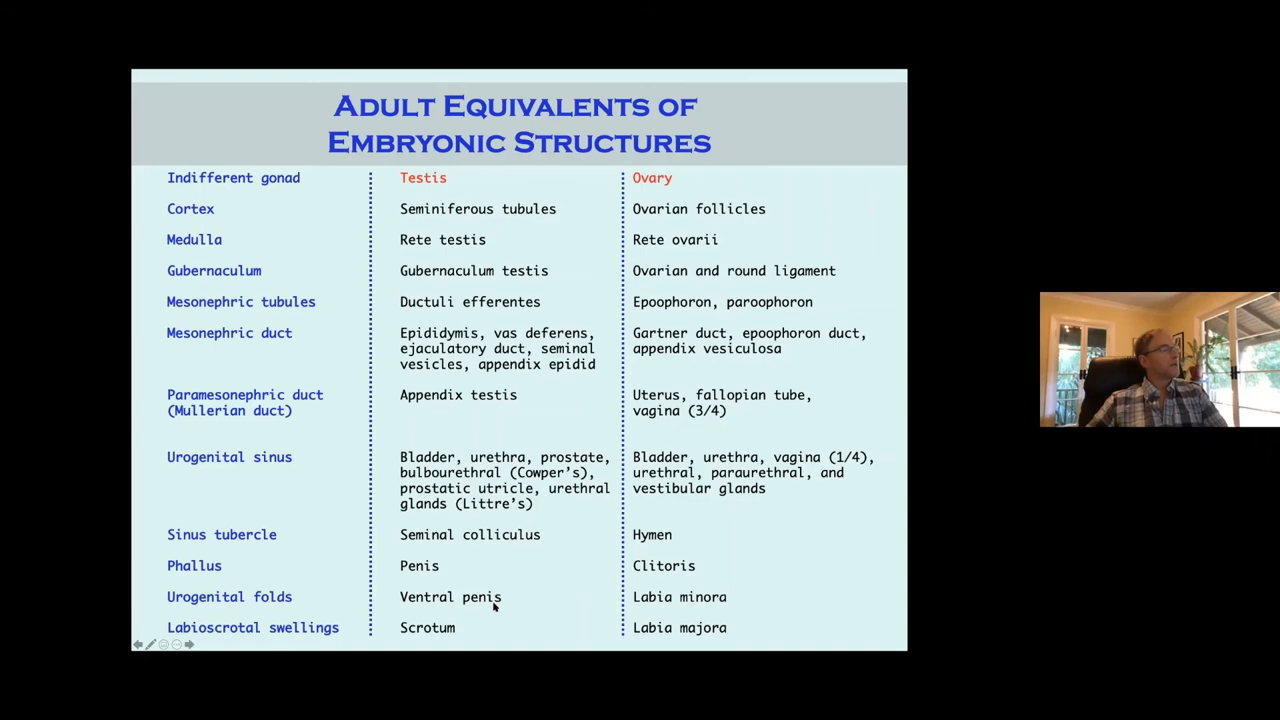 ADULT EQUIVALENTS OF
EMBRYONIC STRUCTURES
Indifferent gonad Testis Ovary
Cortex Seminiferous tubules Ovarian follicles
Medulla Rete testis Rete ovarii
Gubernaculum Gubernaculum testis Ovarian and round ligament
Mesonephric tubules Ductuli efferentes Epoophoron, paroophoron
Mesonephric duct Epididymis, vas deferens, Gartner duct, epoophoron duct,
ejaculatory duct, seminal appendix vesiculosa
vesicles, appendix epidid
Paramesonephric duct Appendix testis Uterus, fallopian tube,
(Mullerian duct) vagina (3/4)
Urogenital sinus Bladder, urethra, prostate, Bladder, urethra, vagina (1/4),
bulbourethral (Cowper's), urethral, paraurethral, and
prostatic utricle, urethral vestibular glands
glands (Littre's)
Sinus tubercle Seminal colliculus Hymen
Phallus Penis Clitoris
Urogenital folds Ventral penis Labia minora
Labioscrotal swellings Scrotum Labia majora